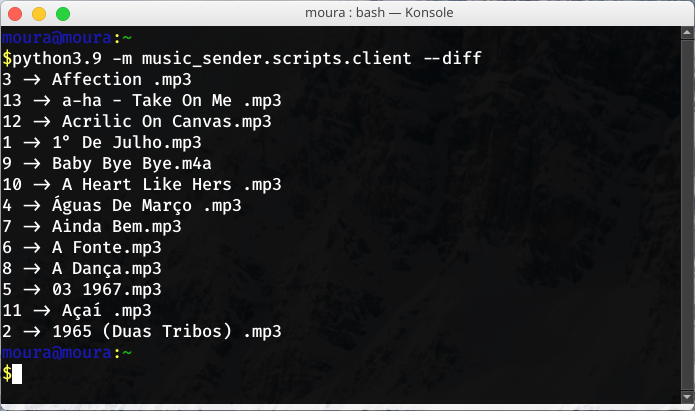 moura : bash — Konsole
moura@moura:~
$python3.9 -m music_sender.scripts.client --diff
3 -> Affection .mp3
13 -> a-ha - Take On Me .mp3
12 -> Acrilic On Canvas.mp3
1 -> 1° De Julho.mp3
9 -> Baby Bye Bye.m4a
10 -> A Heart Like Hers .mp3
4 -> Águas De Março .mp3
7 -> Ainda Bem.mp3
6 -> A Fonte.mp3
8 -> A Dança.mp3
5 -> 03 1967.mp3
11 -> Açaí .mp3
2 -> 1965 (Duas Tribos) .mp3
moura@moura:~
$